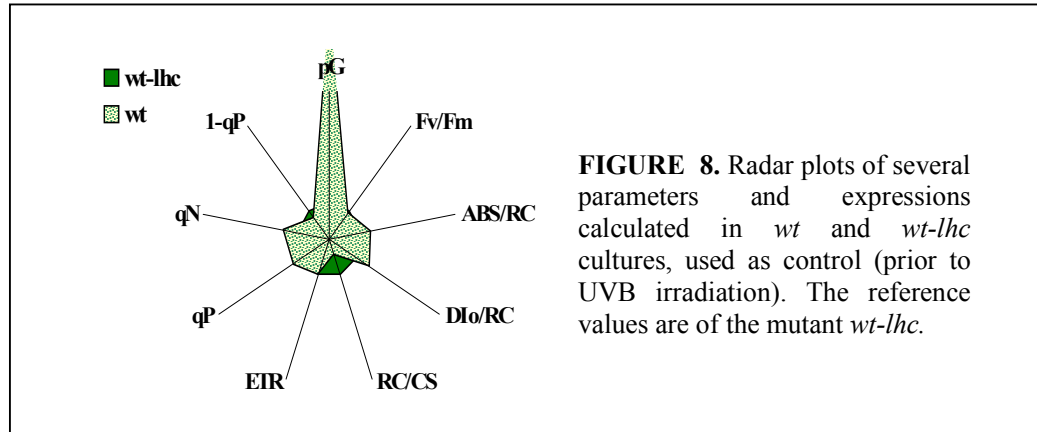 wt-lhc
wt
pG
Fv/Fm
ABS/RC
DIo/RC
RC/CS
ETR
qP
qN
1-qP
FIGURE 8. Radar plots of several
parameters and expressions
calculated in wt and wt-lhc
cultures, used as control (prior to
UVB irradiation). The reference
values are of the mutant wt-lhc.